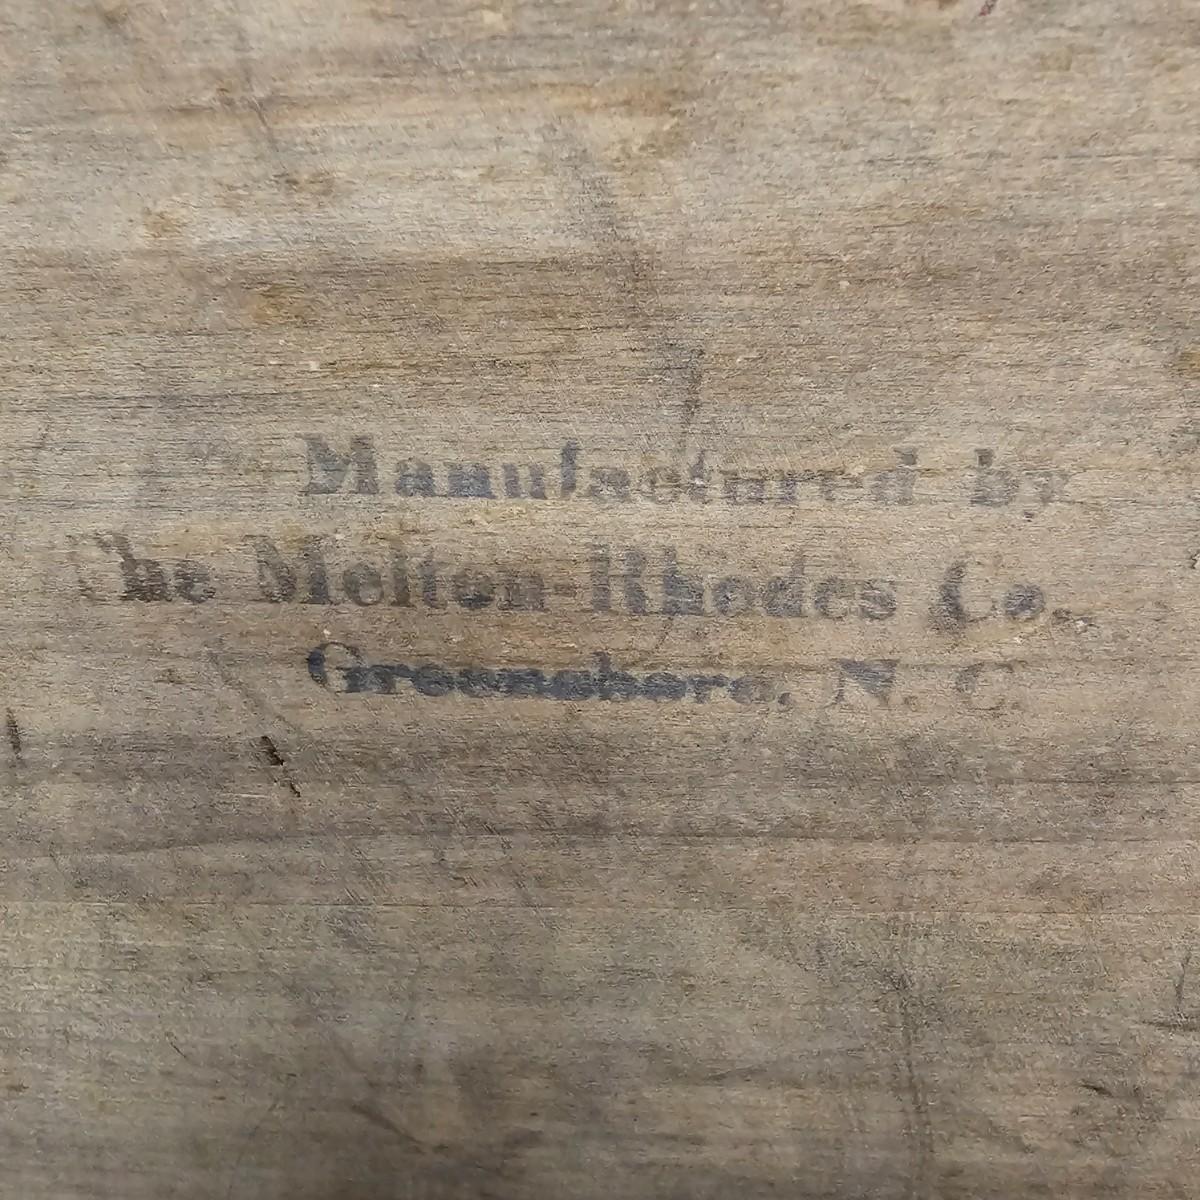 Manufactured by
The Melton-Rhodes Co.
Greensboro, N. C.